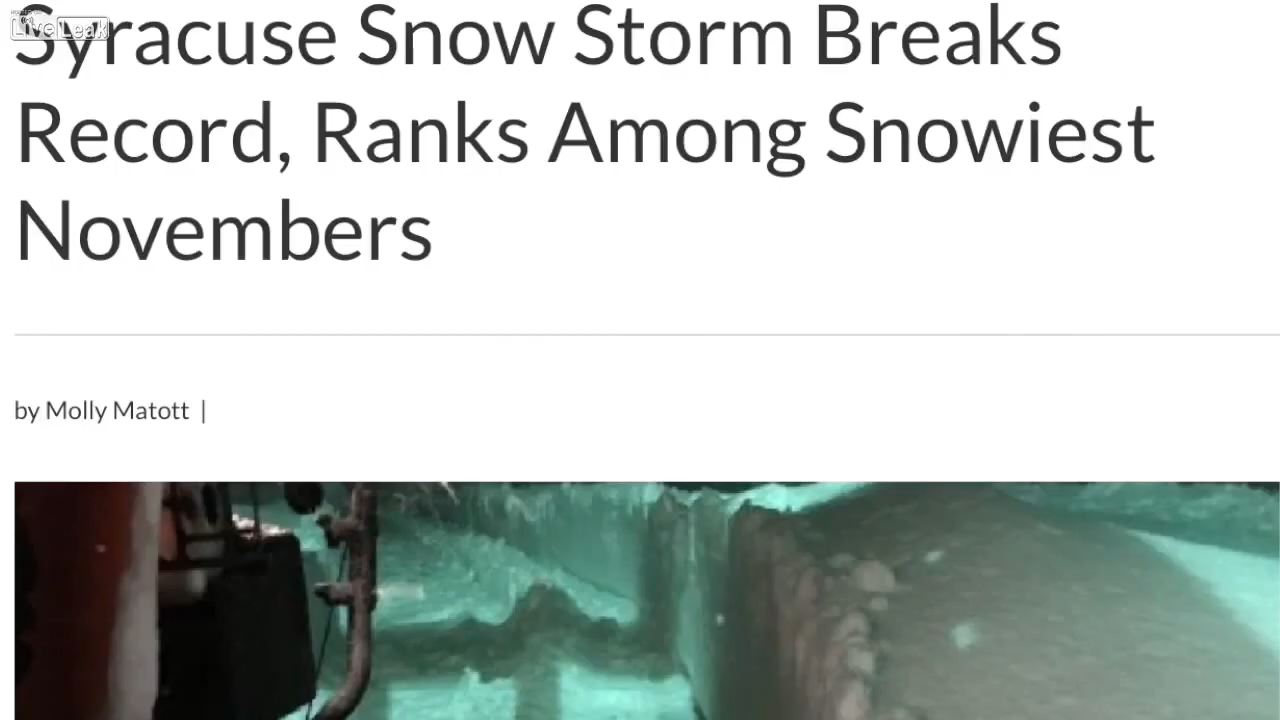 LiveLeak
Syracuse Snow Storm Breaks
Record, Ranks Among Snowiest
Novembers
by Molly Matott |